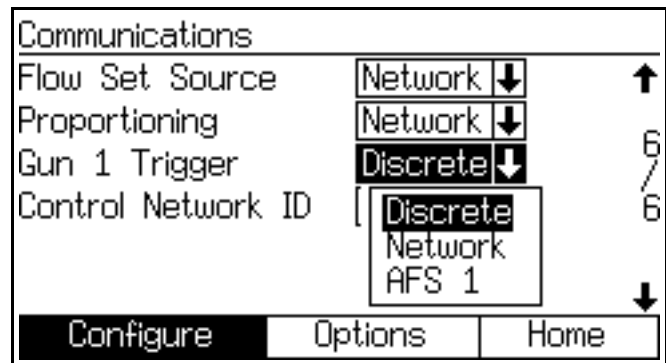 Communications
Flow Set Source Network
Proportioning Network
Gun 1 Trigger Discrete
Control Network ID [
Discrete
Network
AFS 1
6/6
Configure Options Home